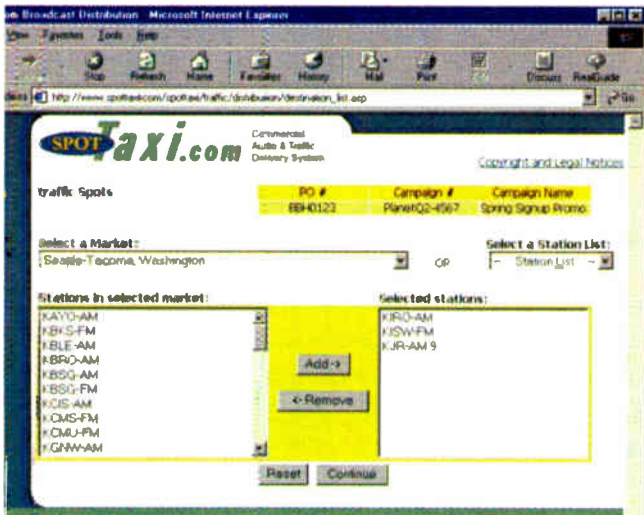 om Broadcast Distribution - Microsoft Internet Explorer
View Favorites Tools Help
Stop Refresh Home Favorites History Mail Print Discuss RealGuide
http://www.spottaxi.com/spottaxi/traffic/distribution/destination_list.asp Go
SPOT Taxi.com
Commercial
Audio & Traffic
Delivery System
Copyright and Legal Notices
traffic Spots
PO # Campaign # Campaign Name
BBH0123 PlanetQ2-4567 Spring Signup Promo
Select a Market: Select a Station List:
Seattle-Tacoma, Washington OR -- Station List --
Stations in selected market: Selected stations:
KAYO-AM KIRO-AM
KBKS-FM KISW-FM
KBLE-AM KJR-AM 9
KBRO-AM
KBSG-AM
KBSG-FM
KCIS-AM
KCMS-FM
KCMU-FM
KGNW-AM
Add->
<-Remove
Reset Continue